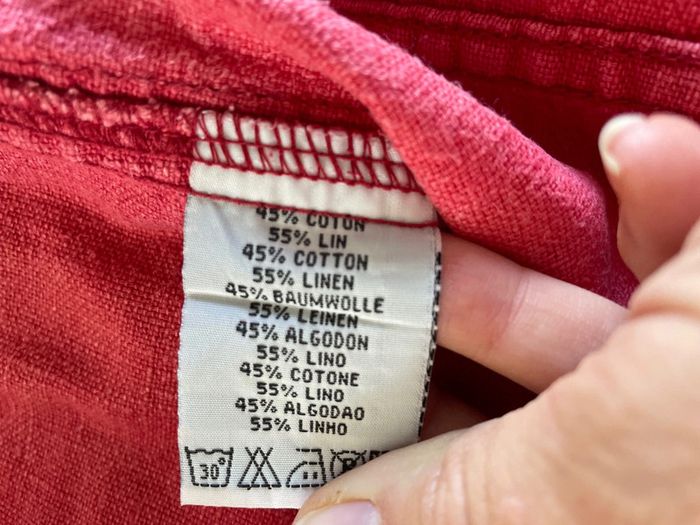 45% COTON
55% LIN
45% COTTON
55% LINEN
45% BAUMWOLLE
55% LEINEN
45% ALGODON
55% LINO
45% COTONE
55% LINO
45% ALGODAO
55% LINHO
30°